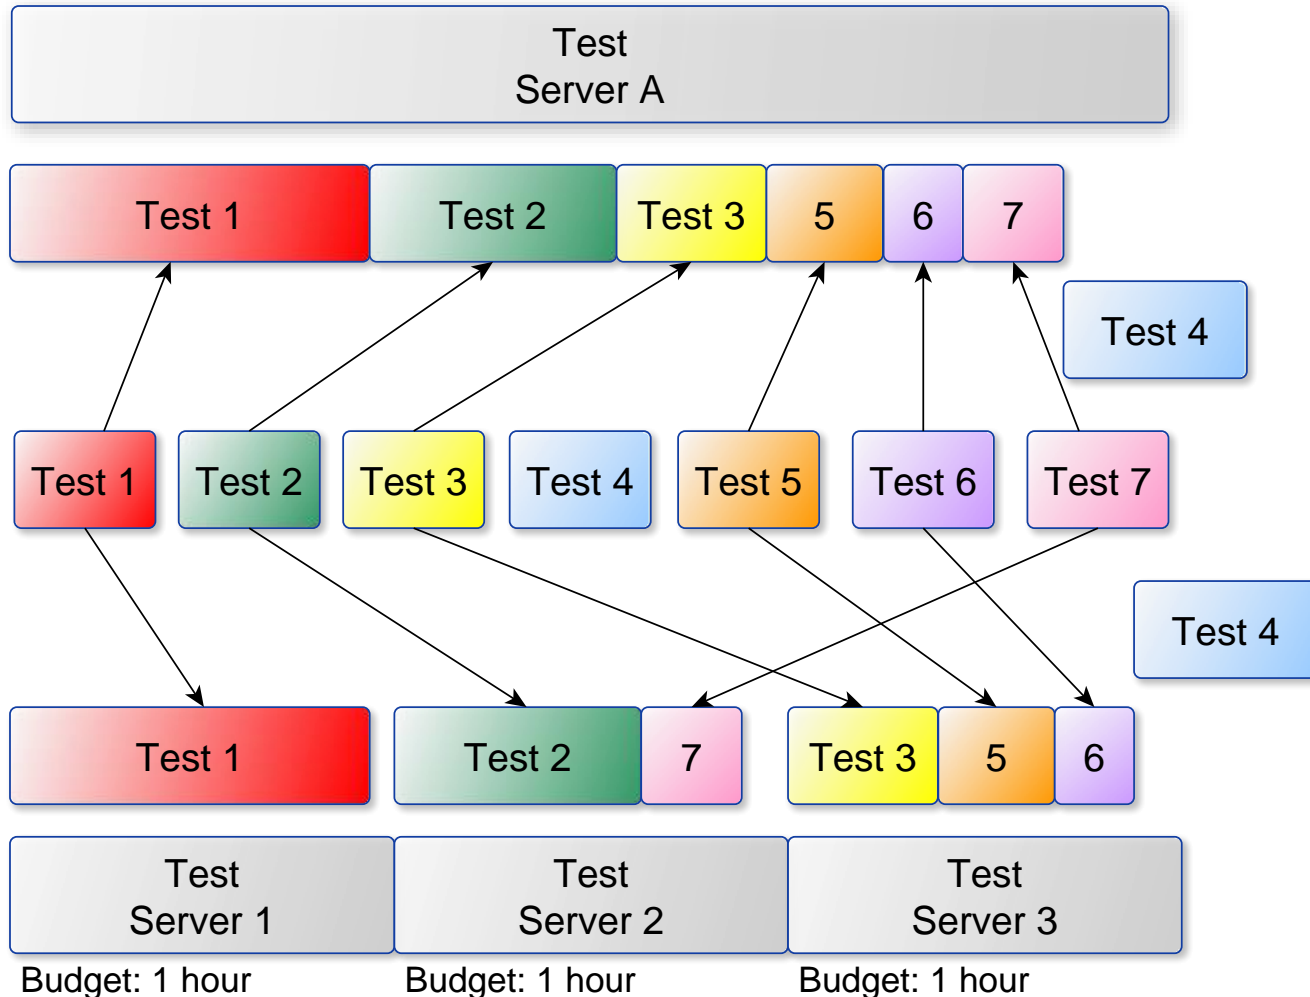 Test
Server A
Test 1
Test 2
Test 3
5
6
7
Test 4
Test 1
Test 2
Test 3
Test 4
Test 5
Test 6
Test 7
Test 4
Test 1
Test 2
7
Test 3
5
6
Test
Server 1
Test
Server 2
Test
Server 3
Budget: 1 hour
Budget: 1 hour
Budget: 1 hour